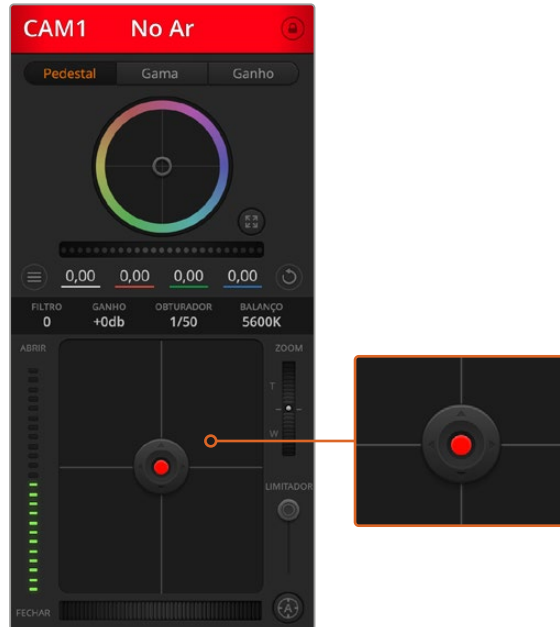 CAM1 No Ar
Pedestal Gama Ganho
0,00 0,00 0,00 0,00
FILTRO GANHO OBTURADOR BALANÇO
0 +0db 1/50 5600K
ABRIR ZOOM
T
W
LIMITADOR
FECHAR A